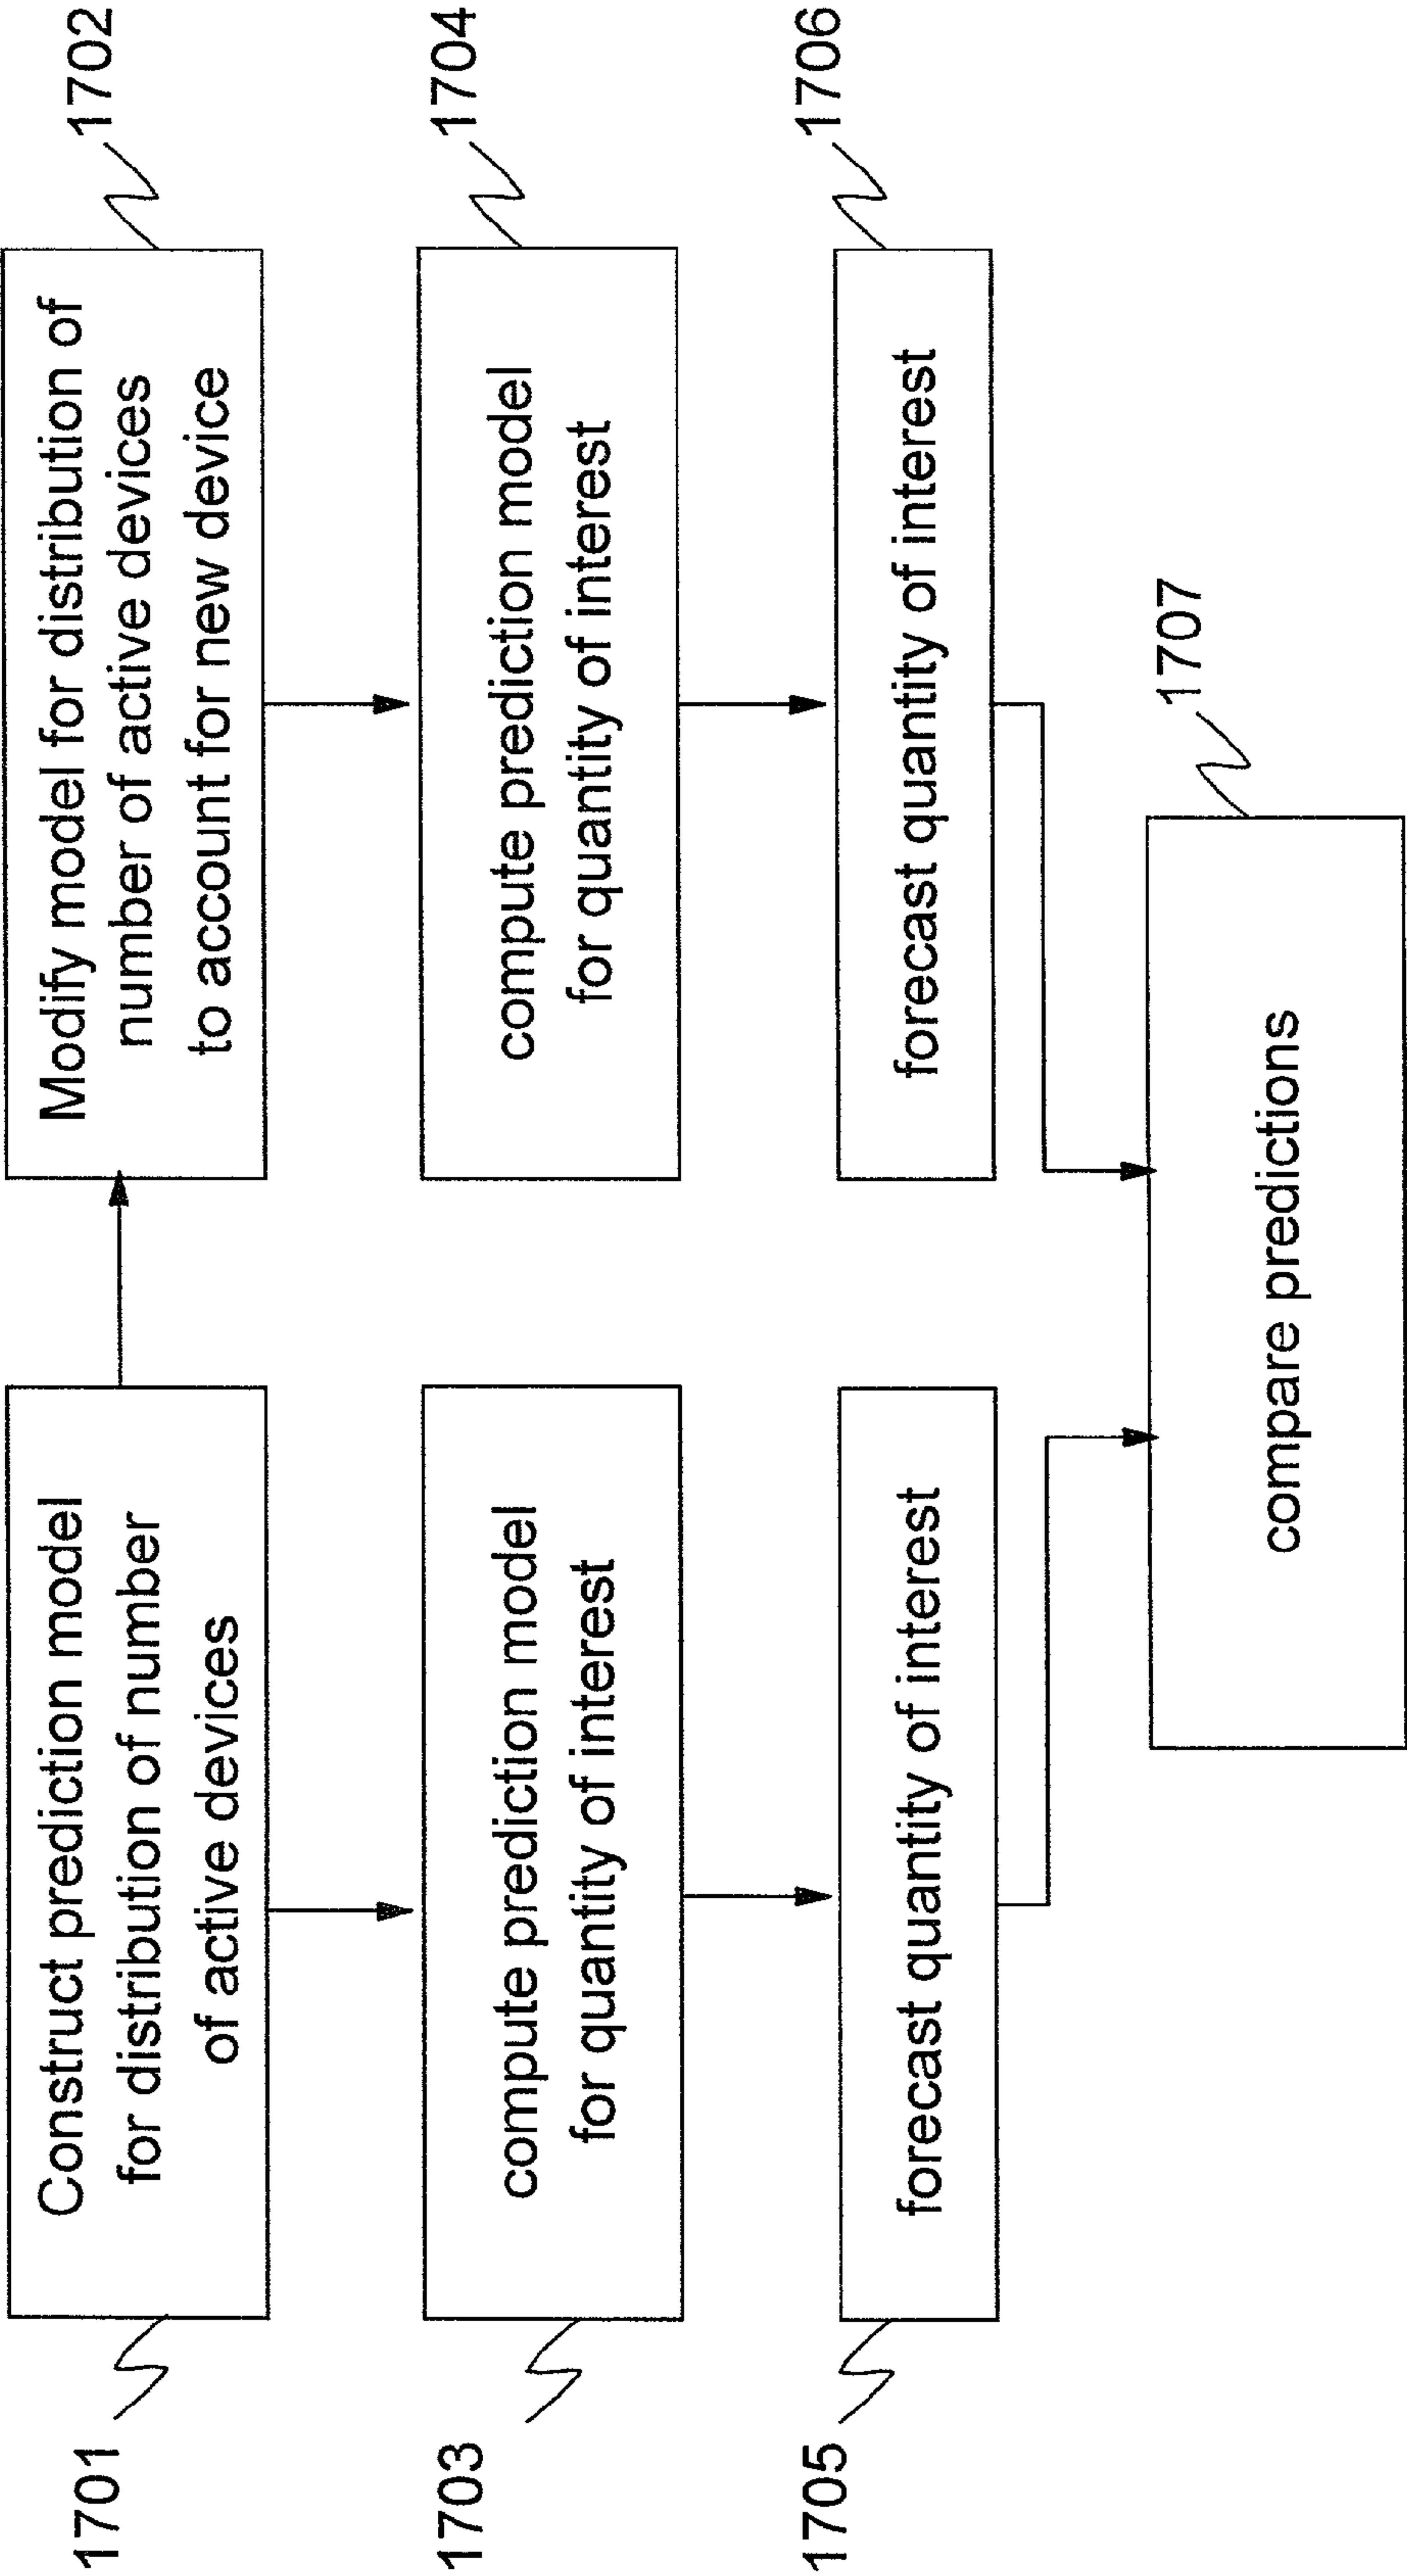 1701
Construct prediction model
for distribution of number
of active devices
Modify model for distribution of
number of active devices
to account for new device
1702
1703
compute prediction model
for quantity of interest
compute prediction model
for quantity of interest
1704
1705
forecast quantity of interest
forecast quantity of interest
1706
compare predictions
1707